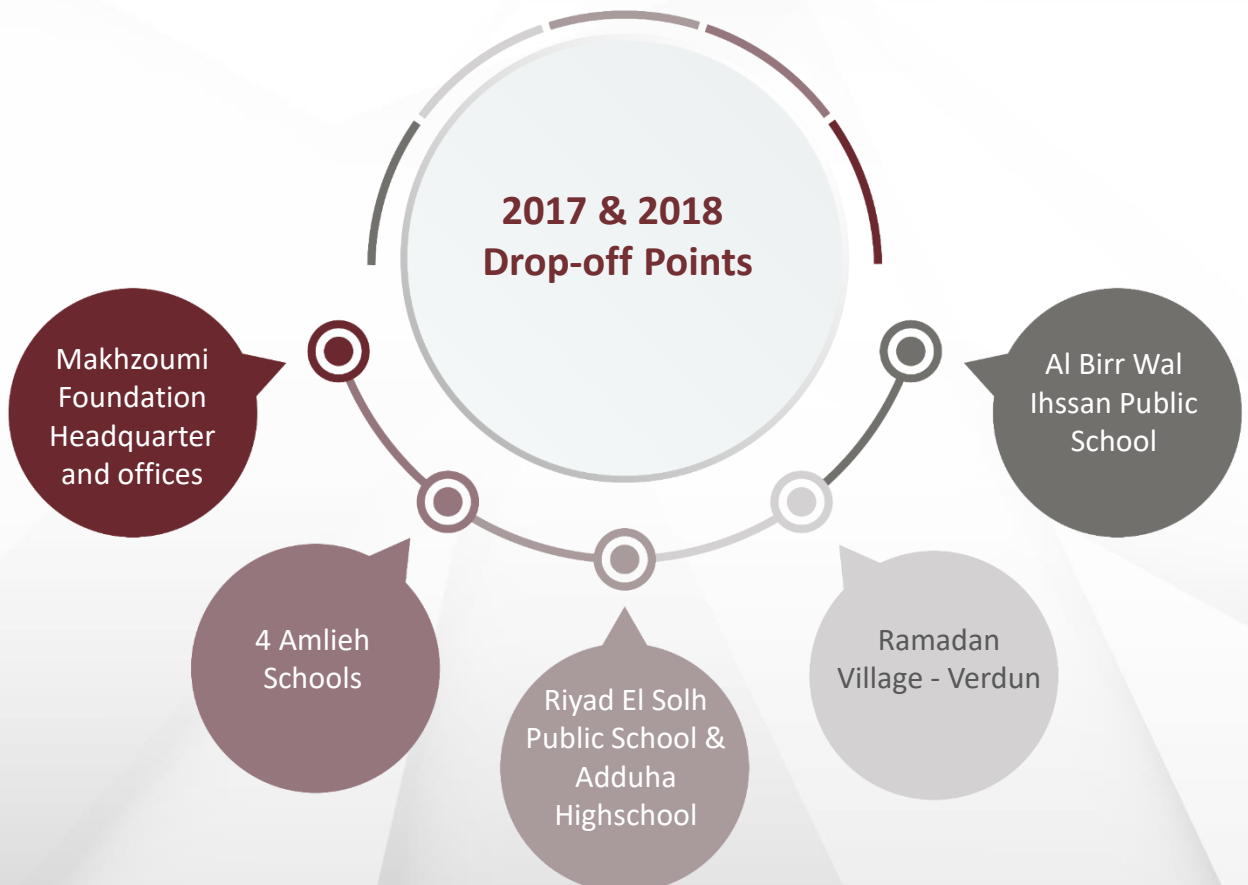 2017 & 2018
Drop-off Points
Makhzoumi
Foundation
Headquarter
and offices
4 Amlieh
Schools
Riyad El Solh
Public School &
Adduha
Highschool
Ramadan
Village - Verdun
Al Birr Wal
Ihssan Public
School